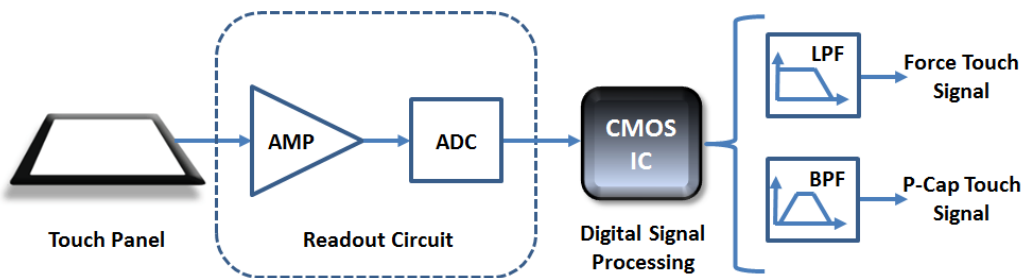 Touch Panel
AMP
ADC
Readout Circuit
CMOS
IC
Digital Signal
Processing
LPF
Force Touch
Signal
BPF
P-Cap Touch
Signal